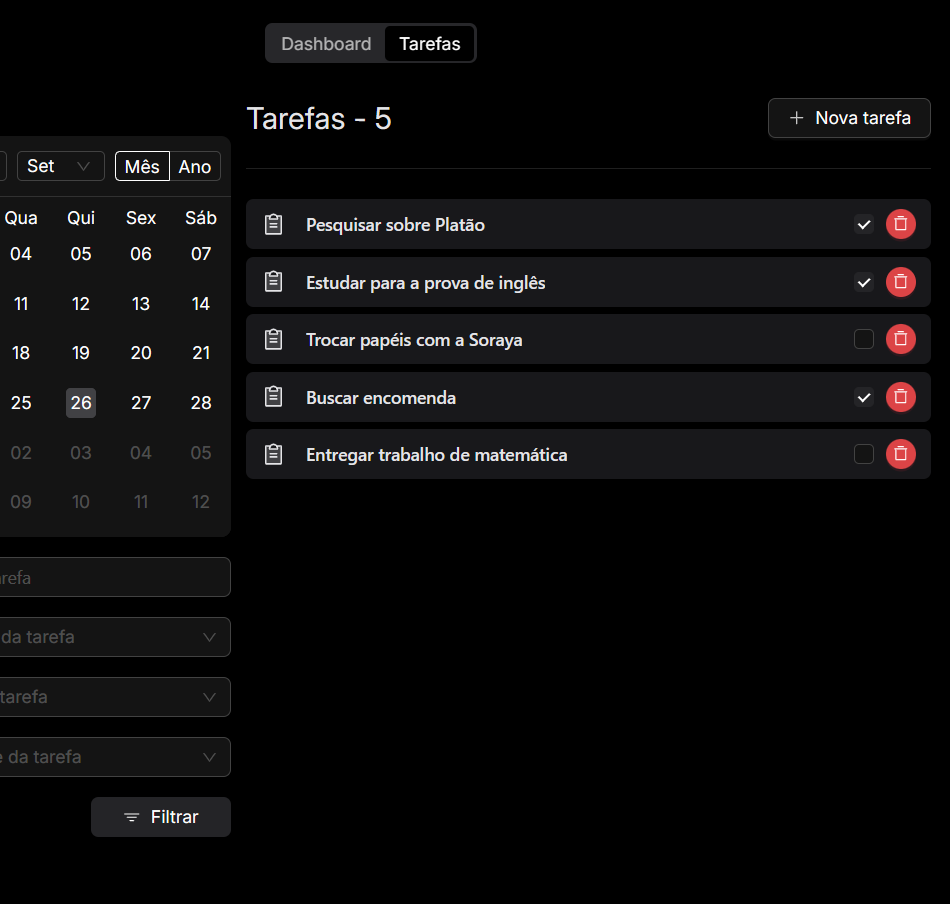 Dashboard Tarefas
Tarefas - 5
Nova tarefa
Set Mês Ano
Qua Qui Sex Sáb
04 05 06 07
11 12 13 14
18 19 20 21
25 26 27 28
02 03 04 05
09 10 11 12
da tarefa
tarefa
da tarefa
Filtrar
Pesquisar sobre Platão
Estudar para a prova de inglês
Trocar papéis com a Soraya
Buscar encomenda
Entregar trabalho de matemática